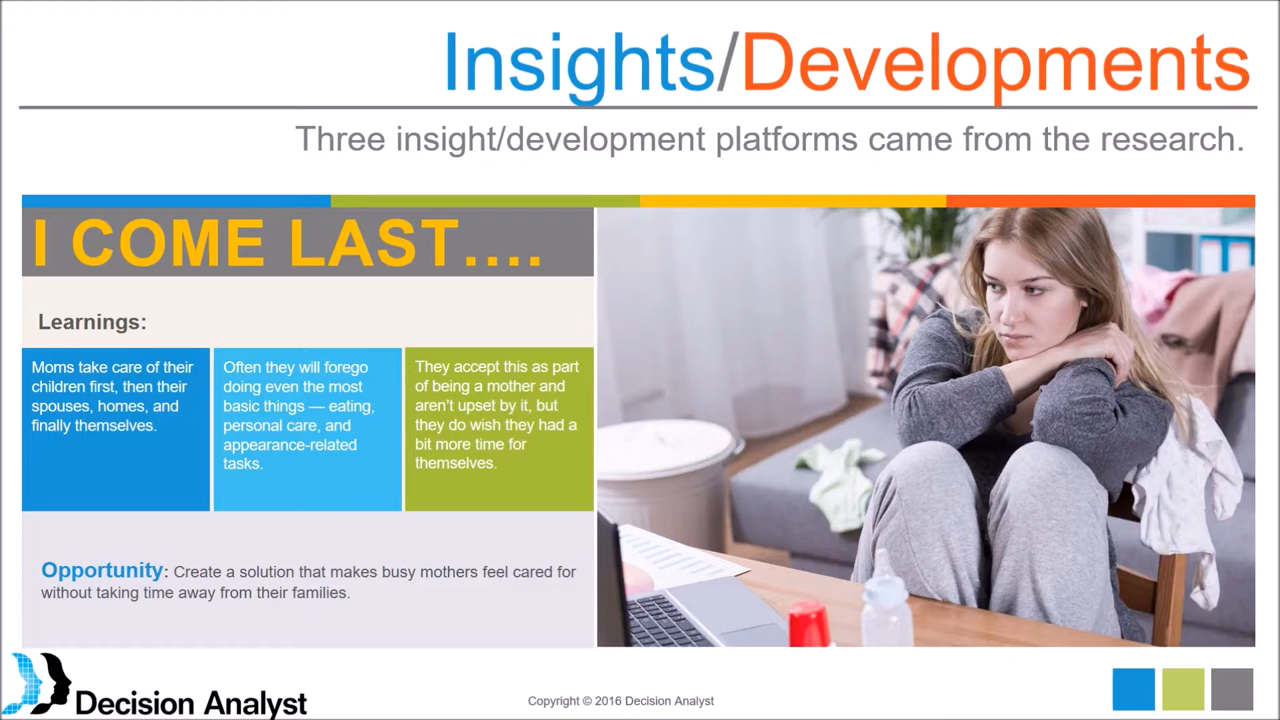 Insights/Developments
Three insight/development platforms came from the research.
I COME LAST....
Learnings:
Moms take care of their
children first, then their
spouses, homes, and
finally themselves.
Often they will forego
doing even the most
basic things — eating,
personal care, and
appearance-related
tasks.
They accept this as part
of being a mother and
aren’t upset by it, but
they do wish they had a
bit more time for
themselves.
Opportunity: Create a solution that makes busy mothers feel cared for
without taking time away from their families.
Decision Analyst
Copyright © 2016 Decision Analyst